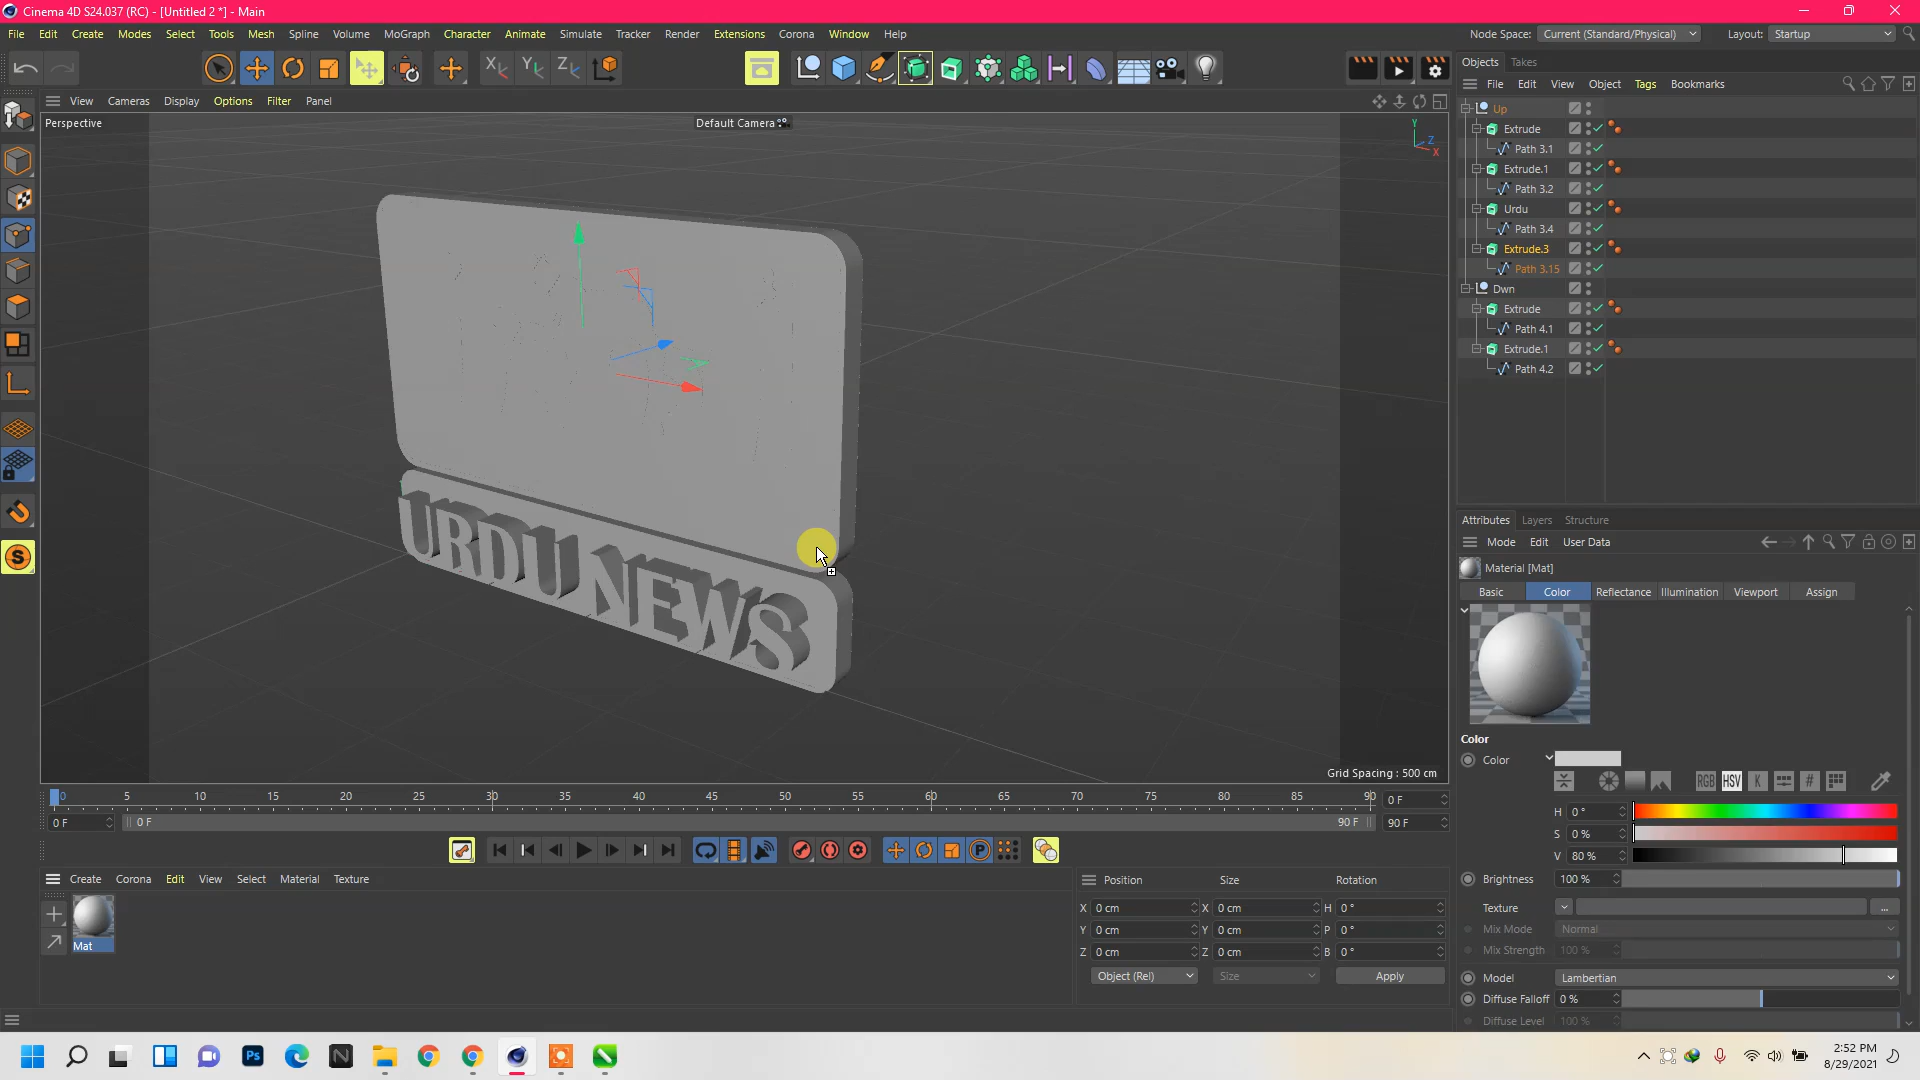 Cinema 4D S24.037 (RC) - [Untitled 2 *] - Main
File Edit Create Modes Select Tools Mesh Spline Volume MoGraph Character Animate Simulate Tracker Render Extensions Corona Window Help
Node Space: Current (Standard/Physical) Layout: Startup
View Cameras Display Options Filter Panel
Perspective
Default Camera
Y
Z
X
URDU NEWS
Grid Spacing : 500 cm
Objects Takes
File Edit View Object Tags Bookmarks
Up
Extrude
Path 3.1
Extrude.1
Path 3.2
Urdu
Path 3.4
Extrude.3
Path 3.15
Dwn
Extrude
Path 4.1
Extrude.1
Path 4.2
Attributes Layers Structure
Mode Edit User Data
Material [Mat]
Basic Color Reflectance Illumination Viewport Assign
Color
Color
RGB HSV K #
H 0 °
S 0 %
V 80 %
Brightness 100 %
Texture ...
Mix Mode Normal
Mix Strength 100 %
Model Lambertian
Diffuse Falloff 0 %
Diffuse Level 100 %
0 5 10 15 20 25 30 35 40 45 50 55 60 65 70 75 80 85 90 0 F
0 F 0 F 90 F 90 F
Create Corona Edit View Select Material Texture
Mat
Position Size Rotation
X 0 cm X 0 cm H 0 °
Y 0 cm Y 0 cm P 0 °
Z 0 cm Z 0 cm B 0 °
Object (Rel) Size Apply
2:52 PM
8/29/2021